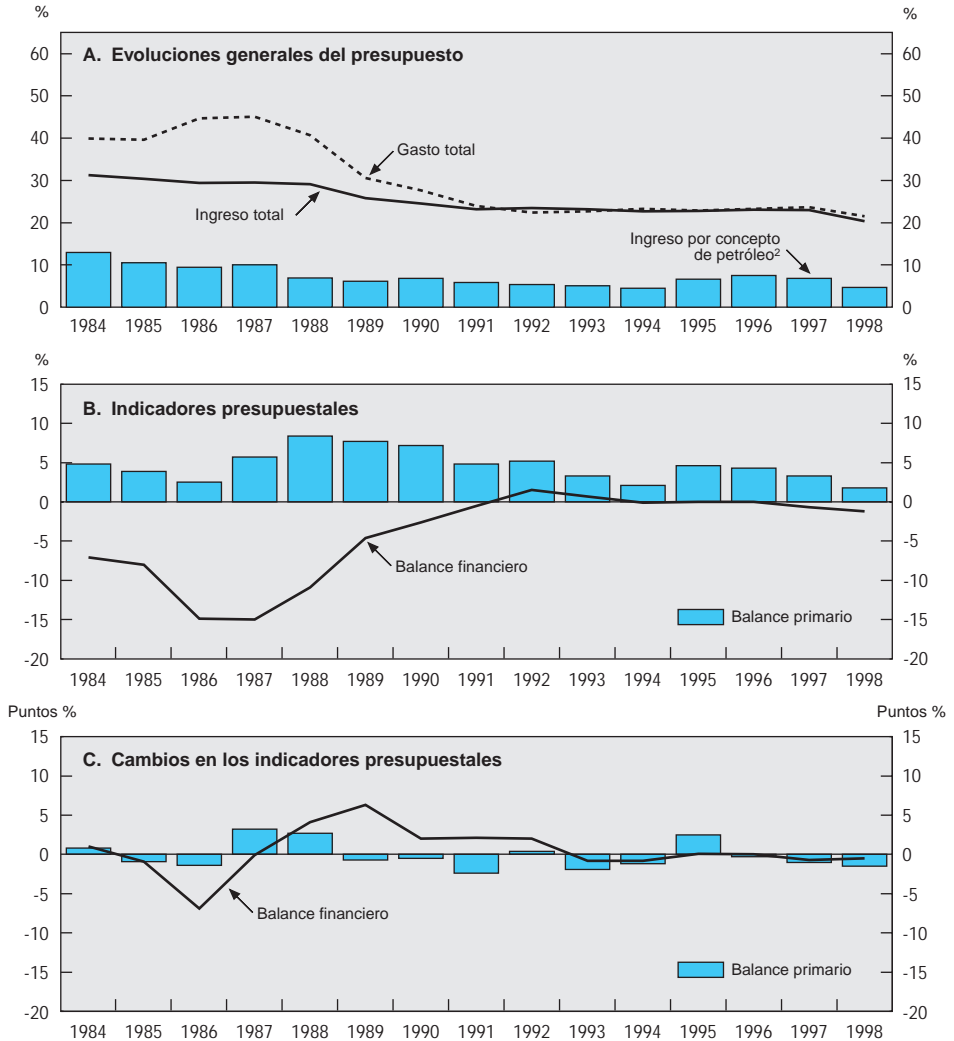 % %
A. Evoluciones generales del presupuesto
60 60
50 50
40 40
30 30
20 20
10 10
0 0
Gasto total
Ingreso total
Ingreso por concepto
de petróleo²
1984 1985 1986 1987 1988 1989 1990 1991 1992 1993 1994 1995 1996 1997 1998
% %
B. Indicadores presupuestales
15 15
10 10
5 5
0 0
-5 -5
-10 -10
-15 -15
-20 -20
Balance financiero
Balance primario
1984 1985 1986 1987 1988 1989 1990 1991 1992 1993 1994 1995 1996 1997 1998
Puntos % Puntos %
C. Cambios en los indicadores presupuestales
15 15
10 10
5 5
0 0
-5 -5
-10 -10
-15 -15
-20 -20
Balance financiero
Balance primario
1984 1985 1986 1987 1988 1989 1990 1991 1992 1993 1994 1995 1996 1997 1998